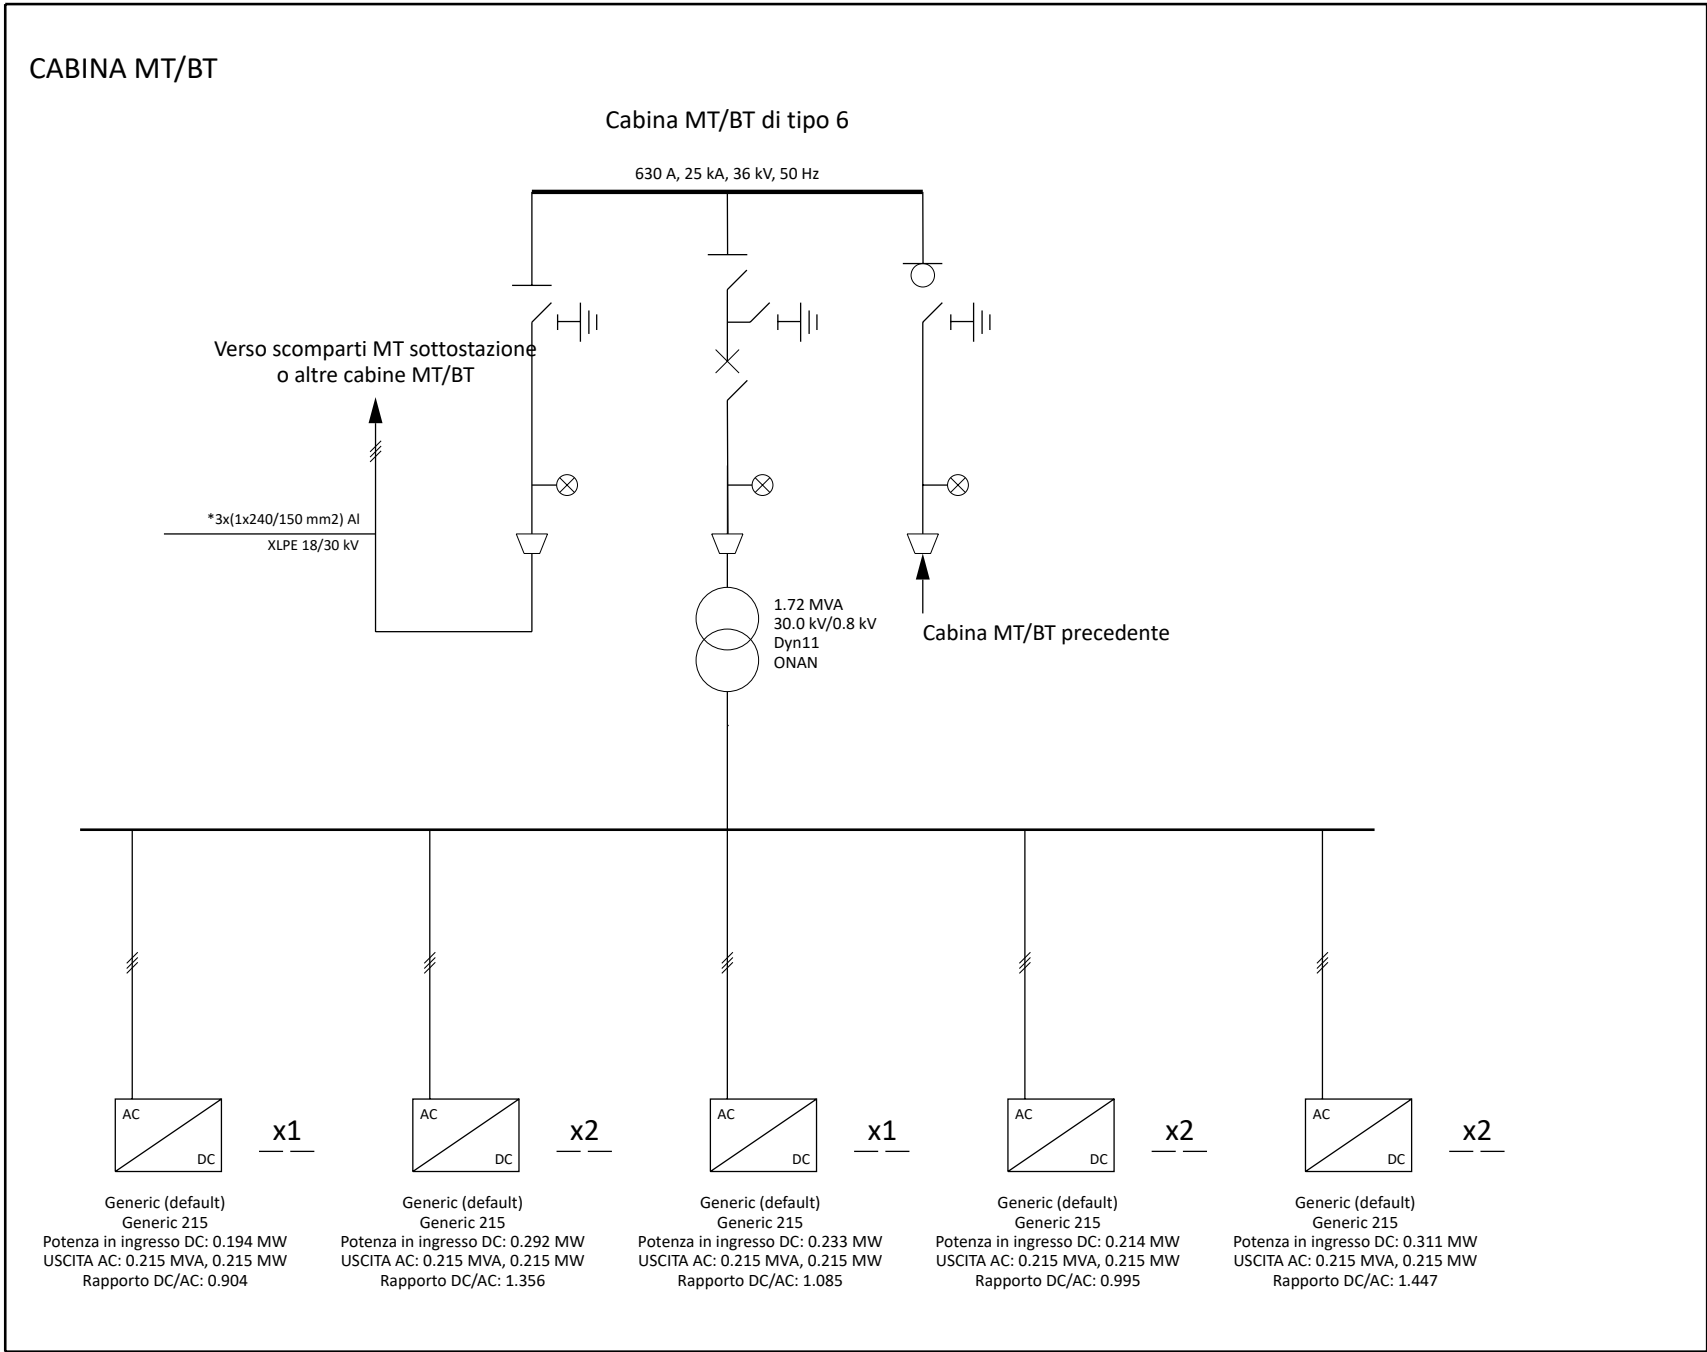 CABINA MT/BT
Cabina MT/BT di tipo 6
630 A, 25 kA, 36 kV, 50 Hz
Verso scomparti MT sottostazione
o altre cabine MT/BT
*3x(1x240/150 mm2) Al
XLPE 18/30 kV
1.72 MVA
30.0 kV/0.8 kV
Dyn11
ONAN
Cabina MT/BT precedente
AC
DC
x1
Generic (default)
Generic 215
Potenza in ingresso DC: 0.194 MW
USCITA AC: 0.215 MVA, 0.215 MW
Rapporto DC/AC: 0.904
AC
DC
x2
Generic (default)
Generic 215
Potenza in ingresso DC: 0.292 MW
USCITA AC: 0.215 MVA, 0.215 MW
Rapporto DC/AC: 1.356
AC
DC
x1
Generic (default)
Generic 215
Potenza in ingresso DC: 0.233 MW
USCITA AC: 0.215 MVA, 0.215 MW
Rapporto DC/AC: 1.085
AC
DC
x2
Generic (default)
Generic 215
Potenza in ingresso DC: 0.214 MW
USCITA AC: 0.215 MVA, 0.215 MW
Rapporto DC/AC: 0.995
AC
DC
x2
Generic (default)
Generic 215
Potenza in ingresso DC: 0.311 MW
USCITA AC: 0.215 MVA, 0.215 MW
Rapporto DC/AC: 1.447